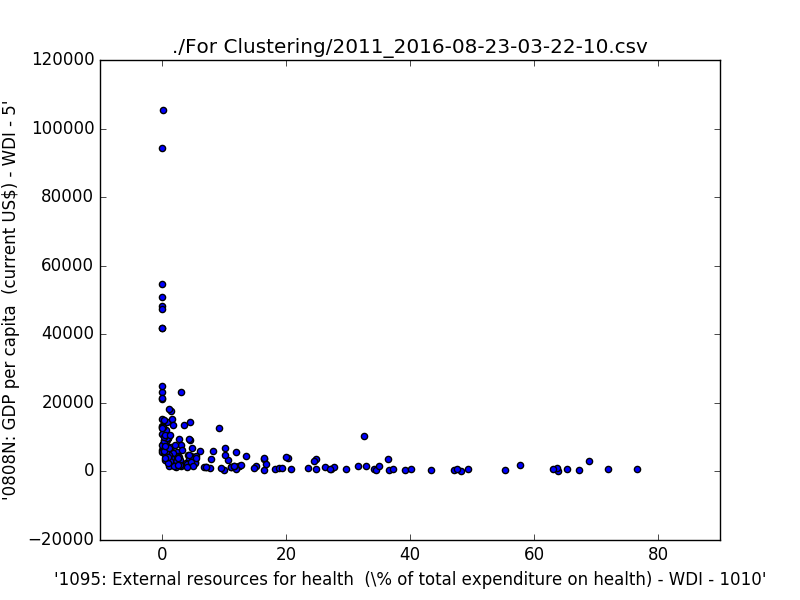 ./For Clustering/2011_2016-08-23-03-22-10.csv
120000
100000
80000
60000
40000
20000
0
−20000
0 20 40 60 80
'0808N: GDP per capita  (current US$) - WDI - 5'
'1095: External resources for health  (\% of total expenditure on health) - WDI - 1010'